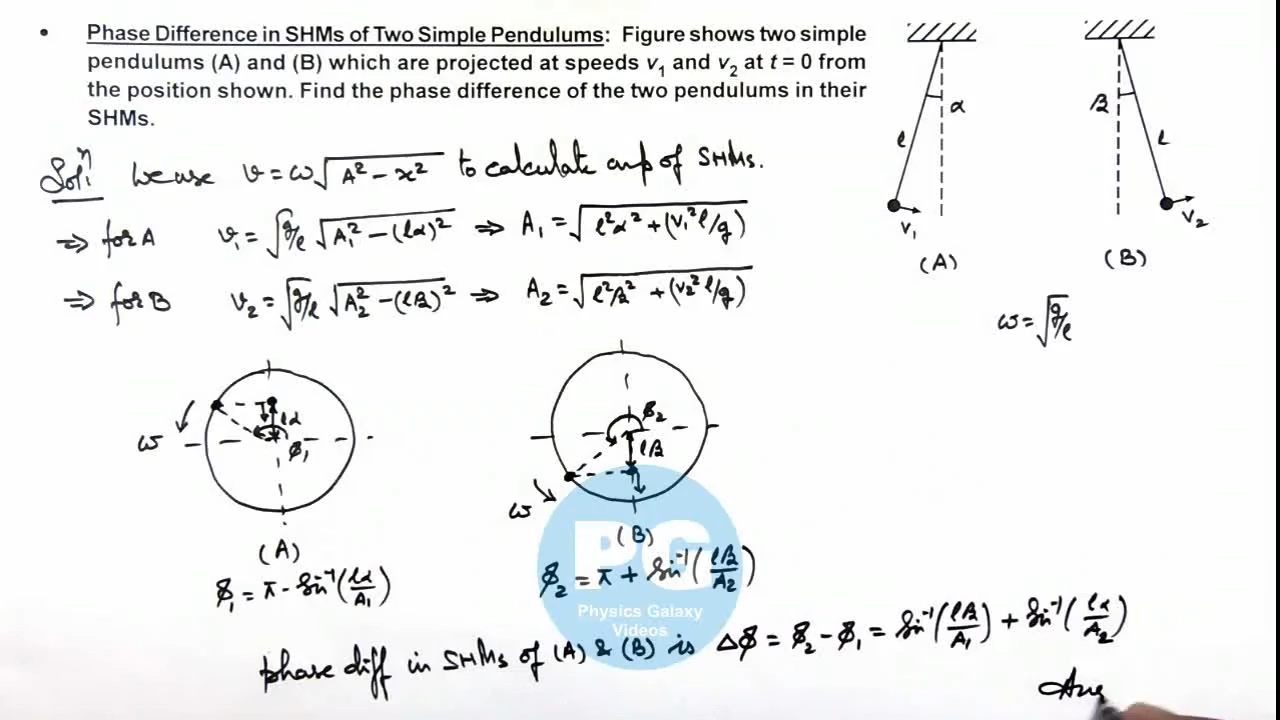 • Phase Difference in SHMs of Two Simple Pendulums: Figure shows two simple
pendulums (A) and (B) which are projected at speeds v₁ and v₂ at t = 0 from
the position shown. Find the phase difference of the two pendulums in their
SHMs.
α
l
v₁
(A)
β
l
v₂
(B)
ω = √g/l
Solⁿ: We use v = ω√A² − x² to calculate amp of SHMs.
⇒ for A v₁ = √g/l √A₁² − (lα)² ⇒ A₁ = √l²α² + (v₁²l/g)
⇒ for B v₂ = √g/l √A₂² − (lβ)² ⇒ A₂ = √l²β² + (v₂²l/g)
ω
lα
ϕ₁
(A)
ϕ₂
lβ
ω
(B)
ϕ₁ = π − Sin⁻¹(lα/A₁)
ϕ₂ = π + Sin⁻¹(lβ/A₂)
PG
Physics Galaxy
Videos
phase diff in SHMs of (A) & (B) is Δϕ = ϕ₂ − ϕ₁ = Sin⁻¹(lβ/A₁) + Sin⁻¹(lα/A₂)
Ans